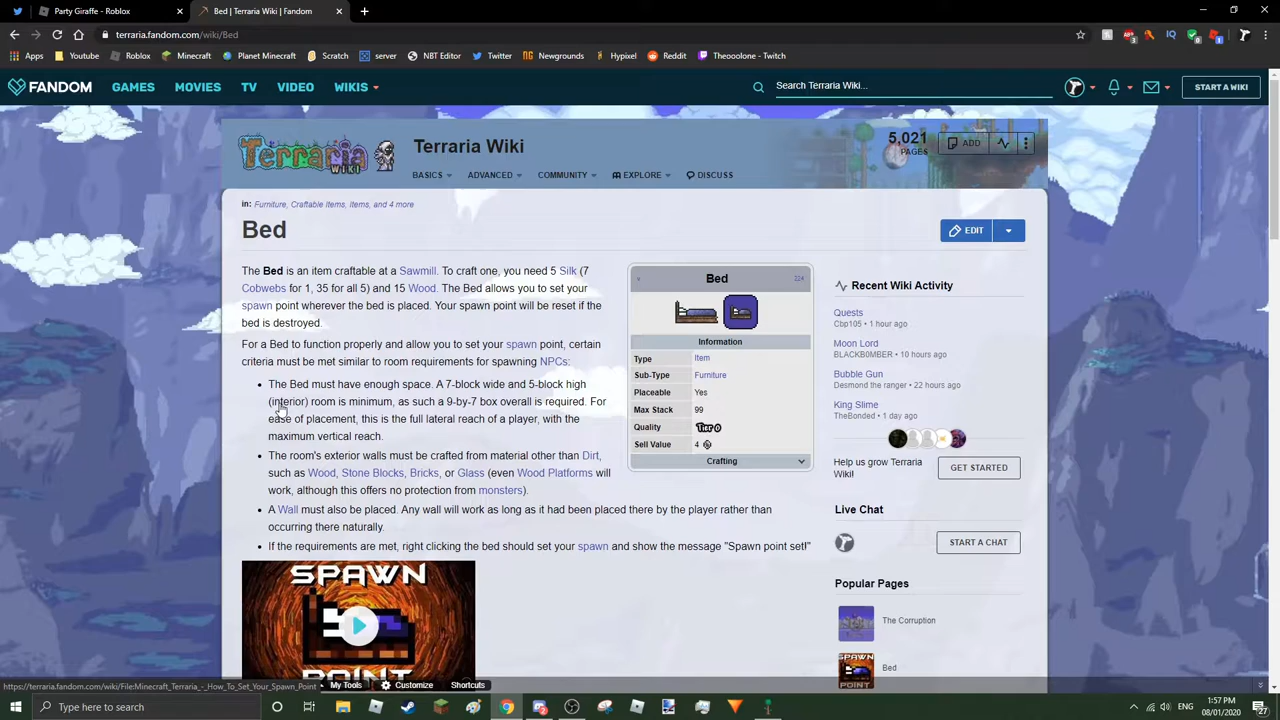 Party Giraffe - Roblox
Bed | Terraria Wiki | Fandom
terraria.fandom.com/wiki/Bed
Apps Youtube Roblox Minecraft Planet Minecraft Scratch server NBT Editor Twitter Newgrounds Hypixel Reddit Theooolone - Twitch
FANDOM GAMES MOVIES TV VIDEO WIKIS Search Terraria Wiki... START A WIKI
Terraria WIKI
Terraria Wiki
5,021 PAGES ADD
BASICS ADVANCED COMMUNITY EXPLORE DISCUSS
in: Furniture, Craftable Items, Items, and 4 more
Bed
EDIT
The Bed is an item craftable at a Sawmill. To craft one, you need 5 Silk (7
Cobwebs for 1, 35 for all 5) and 15 Wood. The Bed allows you to set your
spawn point wherever the bed is placed. Your spawn point will be reset if the
bed is destroyed.
For a Bed to function properly and allow you to set your spawn point, certain
criteria must be met similar to room requirements for spawning NPCs:
The Bed must have enough space. A 7-block wide and 5-block high
(interior) room is minimum, as such a 9-by-7 box overall is required. For
ease of placement, this is the full lateral reach of a player, with the
maximum vertical reach.
The room's exterior walls must be crafted from material other than Dirt,
such as Wood, Stone Blocks, Bricks, or Glass (even Wood Platforms will
work, although this offers no protection from monsters).
A Wall must also be placed. Any wall will work as long as it had been placed there by the player rather than
occurring there naturally.
If the requirements are met, right clicking the bed should set your spawn and show the message "Spawn point set!"
Bed
Information
Type Item
Sub-Type Furniture
Placeable Yes
Max Stack 99
Quality Tier 0
Sell Value 4
Crafting
SPAWN
POINT
Recent Wiki Activity
Quests
Cbp105 • 1 hour ago
Moon Lord
BLACKB0MBER • 10 hours ago
Bubble Gun
Desmond the ranger • 22 hours ago
King Slime
TheBonded • 1 day ago
Help us grow Terraria
Wiki!
GET STARTED
Live Chat
START A CHAT
Popular Pages
The Corruption
SPAWN
POINT
Bed
https://terraria.fandom.com/wiki/File:Minecraft_Terraria_-_How_To_Set_Your_Spawn_Point
My Tools Customize Shortcuts
Type here to search
1:57 PM
08/01/2020
27